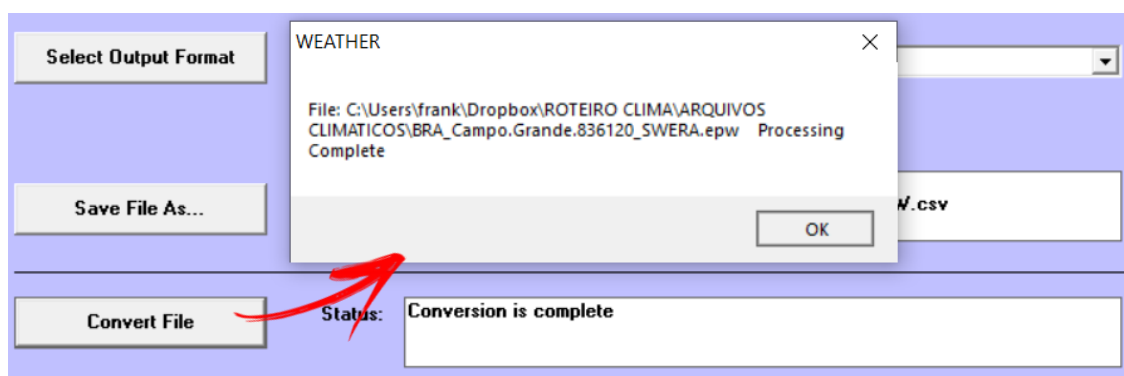 Select Output Format
WEATHER
File: C:\Users\frank\Dropbox\ROTEIRO CLIMA\ARQUIVOS
CLIMATICOS\BRA_Campo.Grande.836120_SWERA.epw    Processing
Complete
OK
Save File As...
.csv
Convert File
Status:
Conversion is complete